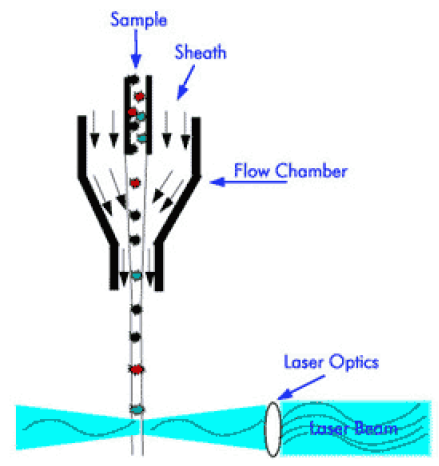 Sample
Sheath
Flow Chamber
Laser Optics
Laser Beam